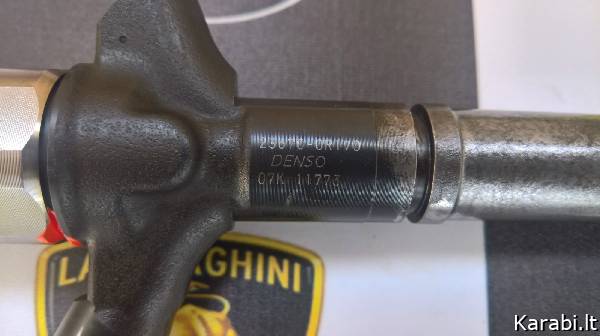 23670-0R170
DENSO
07K 11773
LAMBORGHINI
Karabi.lt